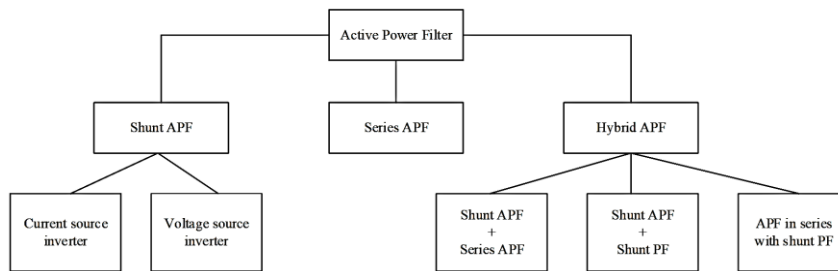 Active Power Filter
Shunt APF
Series APF
Hybrid APF
Current source
inverter
Voltage source
inverter
Shunt APF
+
Series APF
Shunt APF
+
Shunt PF
APF in series
with shunt PF